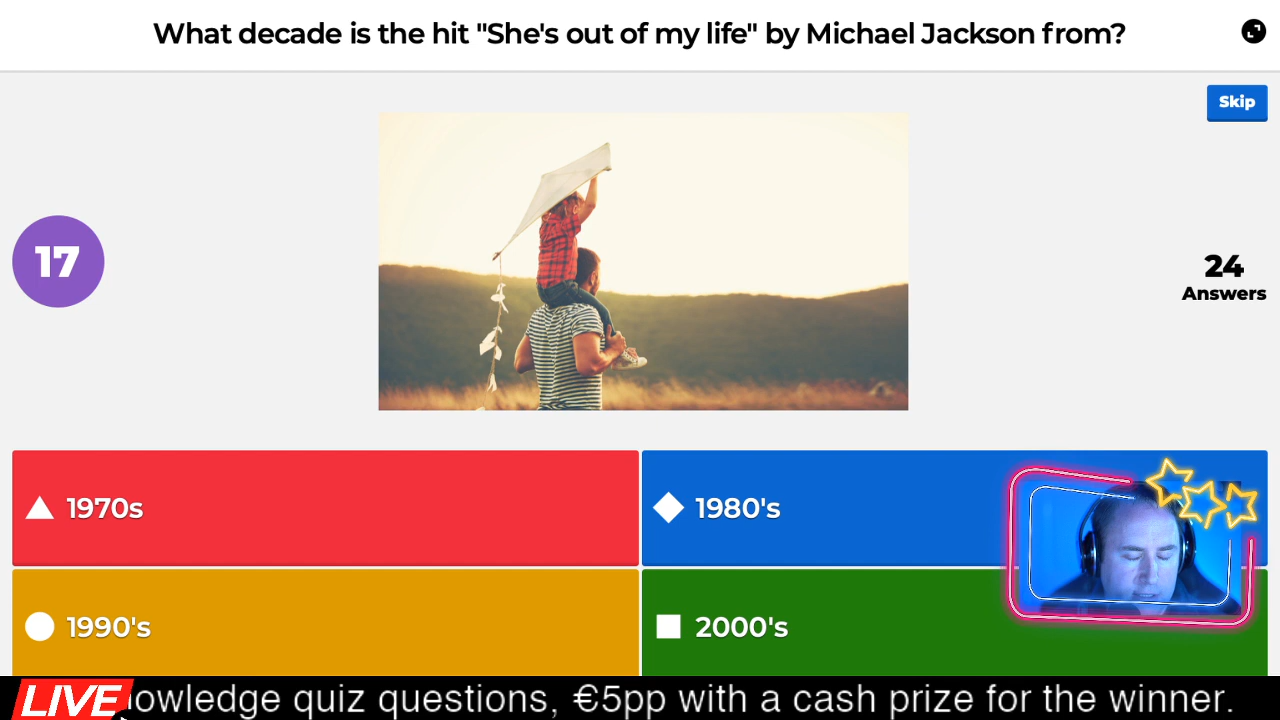 What decade is the hit "She's out of my life" by Michael Jackson from?
Skip
17
24
Answers
1970s
1980's
1990's
2000's
LIVE owledge quiz questions, €5pp with a cash prize for the winner.